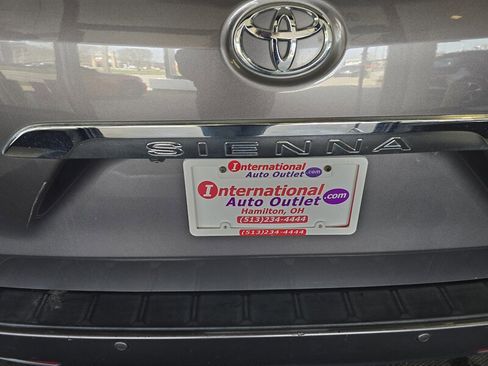 SIENNA
International
Auto Outlet .com
International
Auto Outlet .com
Hamilton, OH
(513)234-4444
(513)234-4444